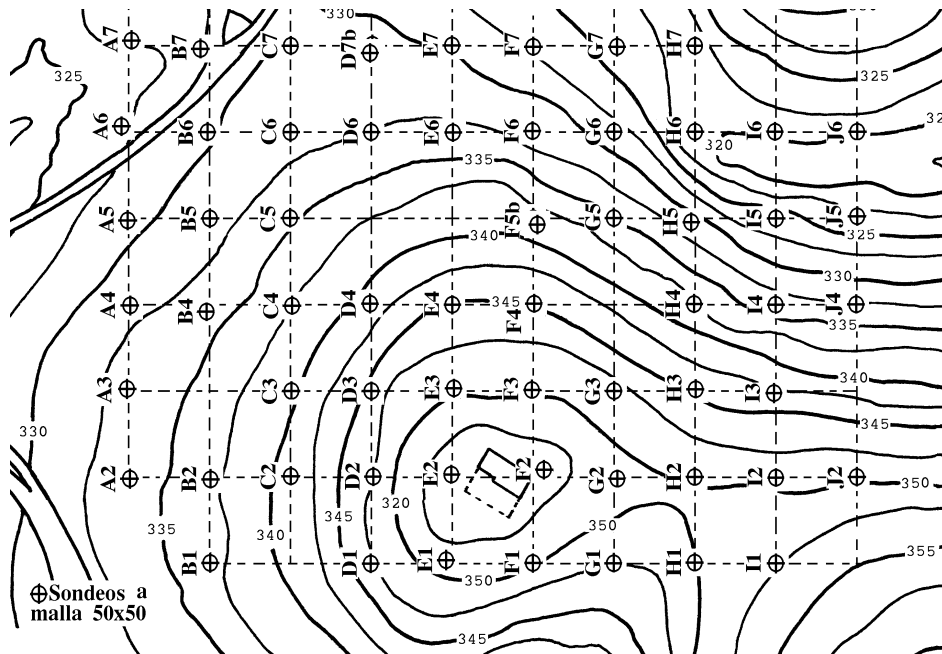 330
A7 B7 C7 D7b E7 F7 G7 H7
325 325
A6 B6 C6 D6 E6 F6 G6 H6 I6 J6
320
335
A5 B5 C5 F5b G5 H5 I5 J5
340 325
330
A4 B4 C4 D4 E4 345 F4 H4 I4 J4
335
340
A3 C3 D3 E3 F3 G3 H3 I3
330 345
A2 B2 C2 D2 E2 F2 G2 H2 I2 J2
350
320
345 350
335 340
355
B1 D1 E1 F1 G1 H1 I1
350
Sondeos a
malla 50x50
345